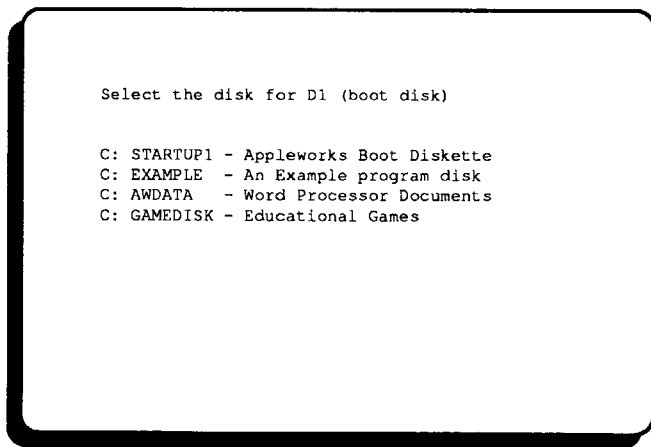 Select the disk for D1 (boot disk)
C: STARTUP1 - Appleworks Boot Diskette
C: EXAMPLE - An Example program disk
C: AWDATA - Word Processor Documents
C: GAMEDISK - Educational Games